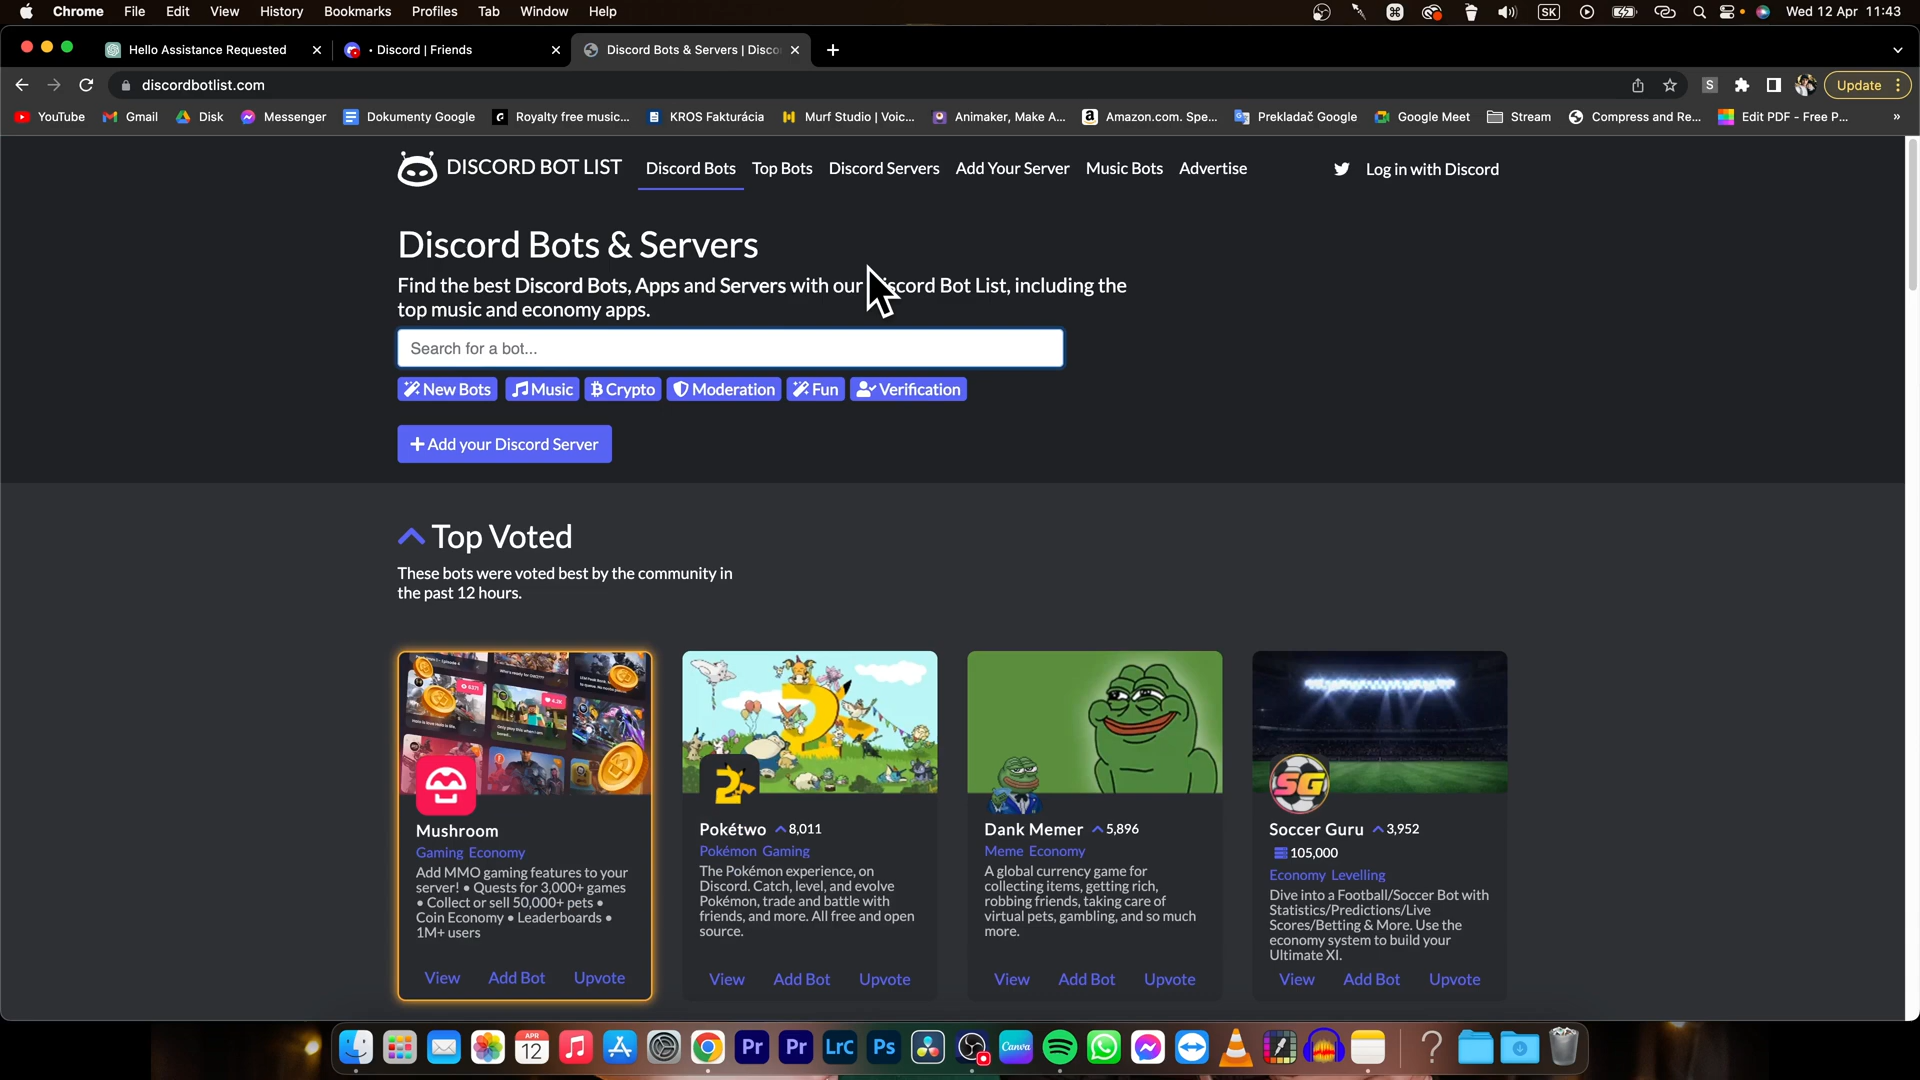 Chrome File Edit View History Bookmarks Profiles Tab Window Help SK Wed 12 Apr 11:43
Hello Assistance Requested • Discord | Friends Discord Bots & Servers | Disco
discordbotlist.com S Update
YouTube Gmail Disk Messenger Dokumenty Google Royalty free music... KROS Fakturácia Murf Studio | Voic... Animaker, Make A... Amazon.com. Spe... Prekladač Google Google Meet Stream Compress and Re... Edit PDF - Free P... »
DISCORD BOT LIST Discord Bots Top Bots Discord Servers Add Your Server Music Bots Advertise Log in with Discord
Discord Bots & Servers
Find the best Discord Bots, Apps and Servers with our scord Bot List, including the
top music and economy apps.
Search for a bot...
New Bots Music Crypto Moderation Fun Verification
+ Add your Discord Server
Top Voted
These bots were voted best by the community in
the past 12 hours.
Mushroom
Gaming Economy
Add MMO gaming features to your
server! • Quests for 3,000+ games
• Collect or sell 50,000+ pets •
Coin Economy • Leaderboards •
1M+ users
View Add Bot Upvote
Pokétwo 8,011
Pokémon Gaming
The Pokémon experience, on
Discord. Catch, level, and evolve
Pokémon, trade and battle with
friends, and more. All free and open
source.
View Add Bot Upvote
Dank Memer 5,896
Meme Economy
A global currency game for
collecting items, getting rich,
robbing friends, taking care of
virtual pets, gambling, and so much
more.
View Add Bot Upvote
SG
Soccer Guru 3,952
105,000
Economy Levelling
Dive into a Football/Soccer Bot with
Statistics/Predictions/Live
Scores/Betting & More. Use the
economy system to build your
Ultimate XI.
View Add Bot Upvote
APR
12 Pr Pr LrC Ps Canva ?